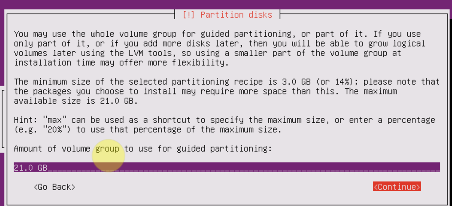 [!] Partition disks
You may use the whole volume group for guided partitioning, or part of it. If you use
only part of it, or if you add more disks later, then you will be able to grow logical
volumes later using the LVM tools, so using a smaller part of the volume group at
installation time may offer more flexibility.
The minimum size of the selected partitioning recipe is 3.0 GB (or 14%); please note that
the packages you choose to install may require more space than this. The maximum
available size is 21.0 GB.
Hint: "max" can be used as a shortcut to specify the maximum size, or enter a percentage
(e.g. "20%") to use that percentage of the maximum size.
Amount of volume group to use for guided partitioning:
21.0 GB
<Go Back> <Continue>